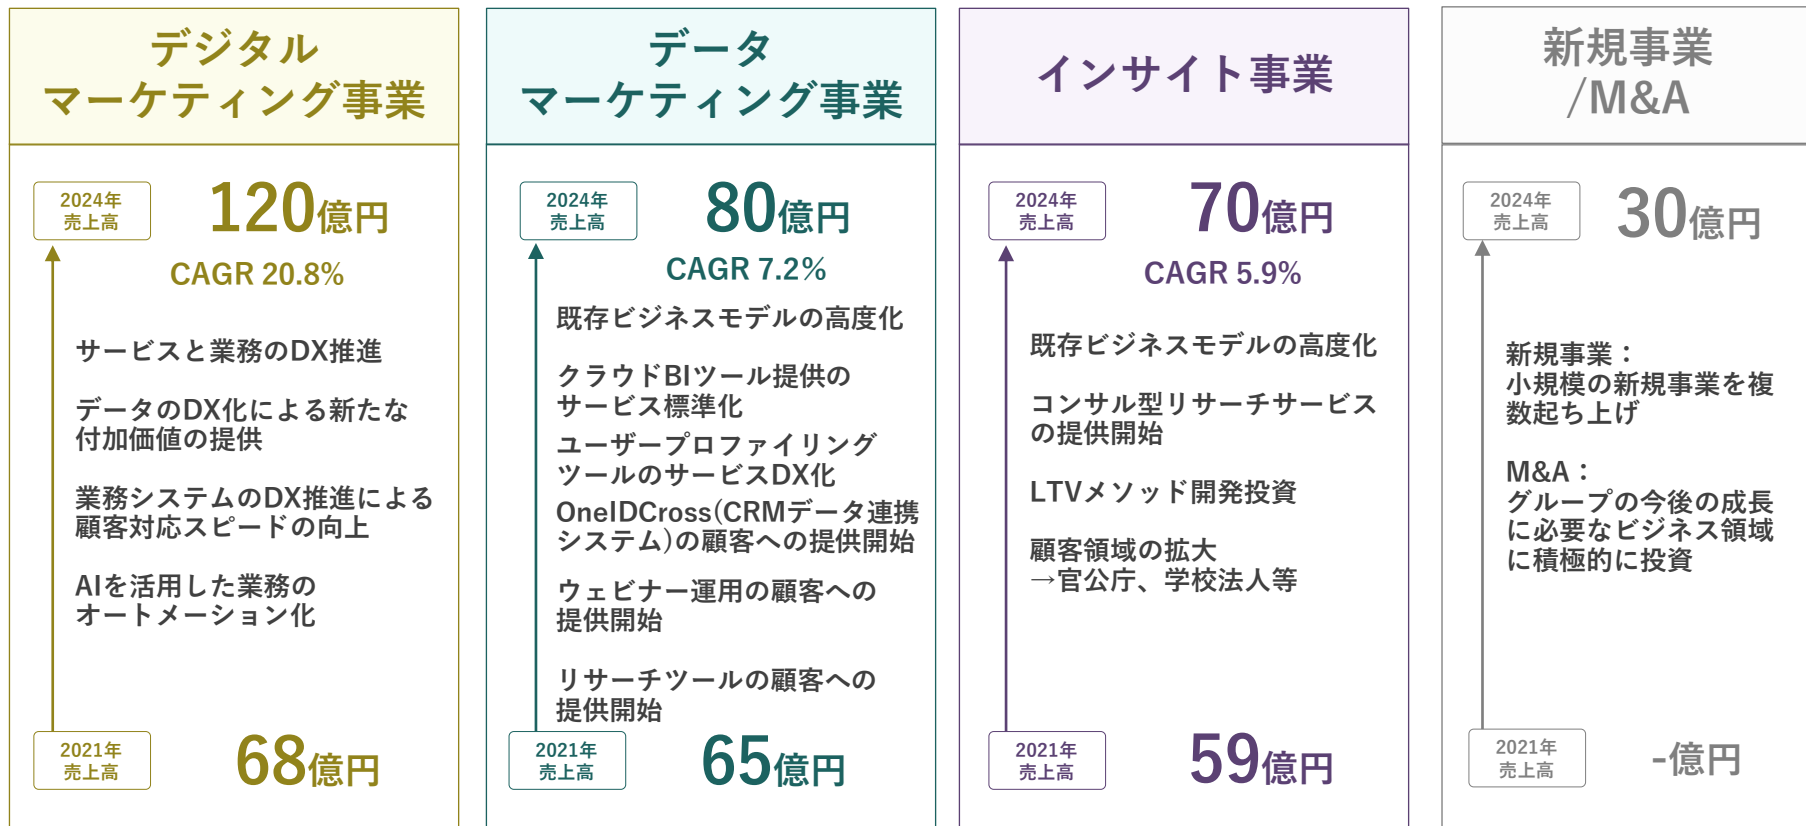 デジタル
マーケティング事業
2024年
売上高
120億円
CAGR 20.8%
サービスと業務のDX推進
データのDX化による新たな
付加価値の提供
業務システムのDX推進による
顧客対応スピードの向上
AIを活用した業務の
オートメーション化
2021年
売上高
68億円
データ
マーケティング事業
2024年
売上高
80億円
CAGR 7.2%
既存ビジネスモデルの高度化
クラウドBIツール提供の
サービス標準化
ユーザープロファイリング
ツールのサービスDX化
OneIDCross(CRMデータ連携
システム)の顧客への提供開始
ウェビナー運用の顧客への
提供開始
リサーチツールの顧客への
提供開始
2021年
売上高
65億円
インサイト事業
2024年
売上高
70億円
CAGR 5.9%
既存ビジネスモデルの高度化
コンサル型リサーチサービス
の提供開始
LTVメソッド開発投資
顧客領域の拡大
→官公庁、学校法人等
2021年
売上高
59億円
新規事業
/M&A
2024年
売上高
30億円
新規事業：
小規模の新規事業を複
数起ち上げ
M&A：
グループの今後の成長
に必要なビジネス領域
に積極的に投資
2021年
売上高
-億円